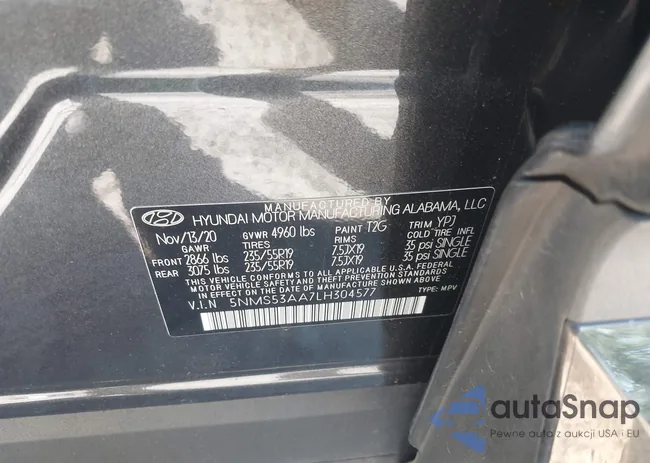 MANUFACTURED BY
HYUNDAI MOTOR MANUFACTURING ALABAMA, LLC
Nov/13/20 GVWR 4960 lbs PAINT T2G TRIM YPJ
GAWR TIRES RIMS COLD TIRE INFL
FRONT 2866 lbs 235/55R19 7.5JX19 35 psi SINGLE
REAR 3075 lbs 235/55R19 7.5JX19 35 psi SINGLE
THIS VEHICLE CONFORMS TO ALL APPLICABLE U.S.A. FEDERAL
MOTOR VEHICLE SAFETY AND THEFT PREVENTION STANDARDS
IN EFFECT ON THE DATE OF MANUFACTURE SHOWN ABOVE.
V.I.N 5NMS53AA7LH304577 TYPE: MPV
autoSnap
Pewne auta z aukcji USA i EU